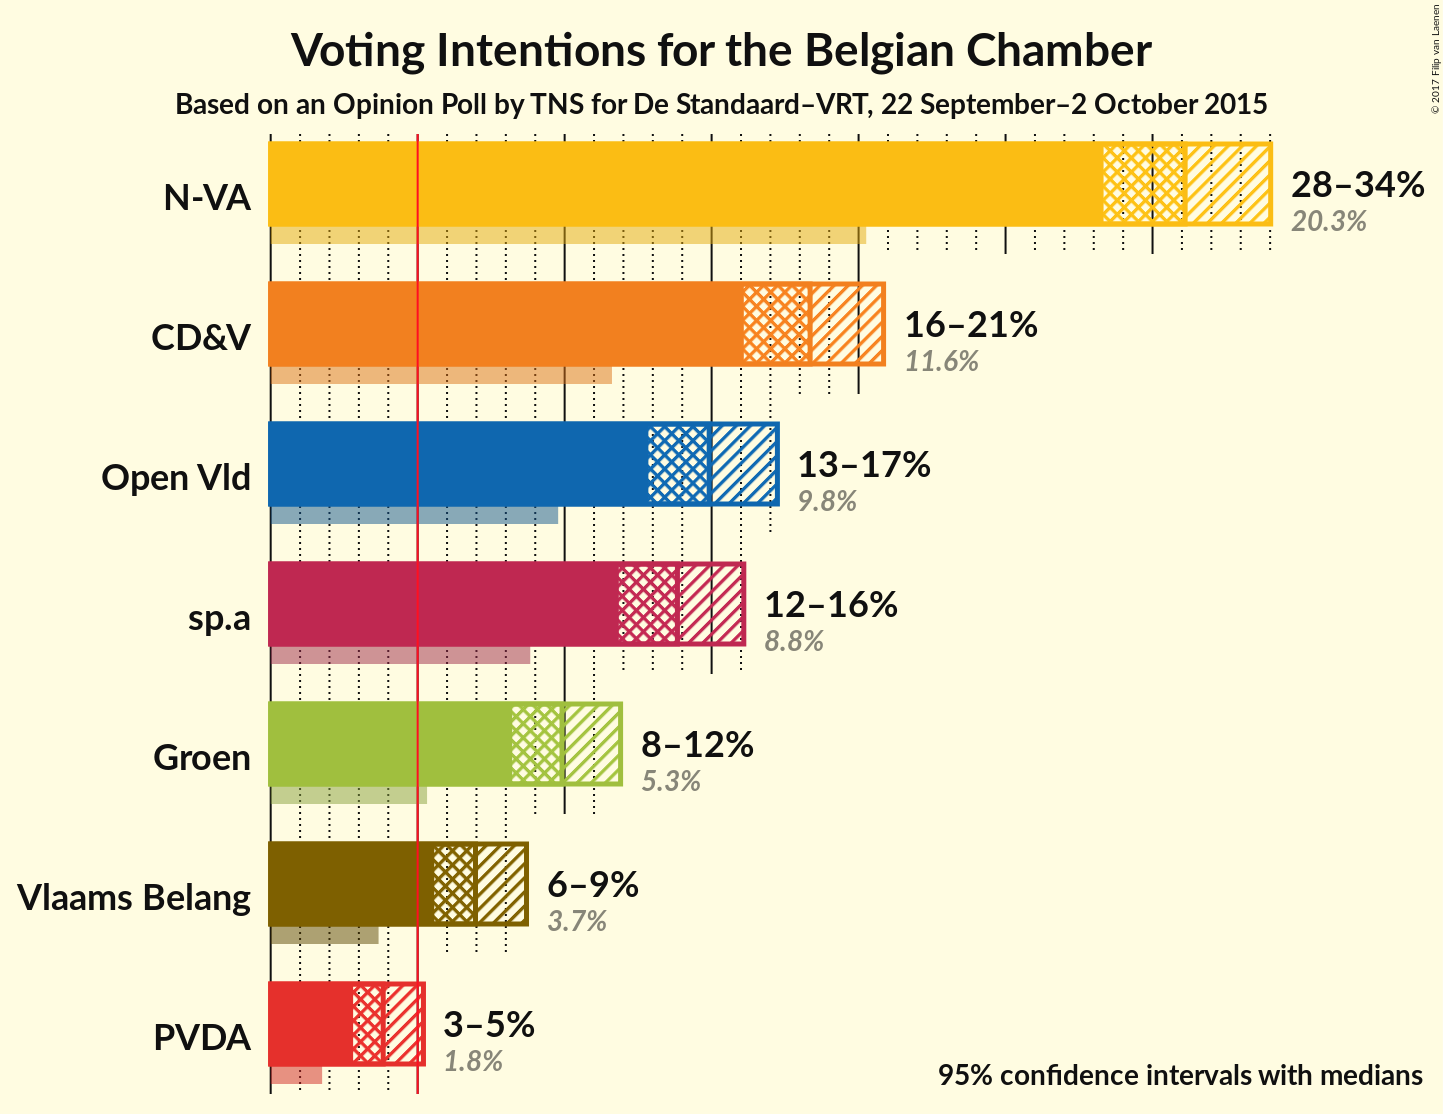 Voting Intentions for the Belgian Chamber
Based on an Opinion Poll by TNS for De Standaard–VRT, 22 September–2 October 2015
© 2017 Filip van Laenen
N-VA
28–34%
20.3%
CD&V
16–21%
11.6%
Open Vld
13–17%
9.8%
sp.a
12–16%
8.8%
Groen
8–12%
5.3%
Vlaams Belang
6–9%
3.7%
PVDA
3–5%
1.8%
95% confidence intervals with medians